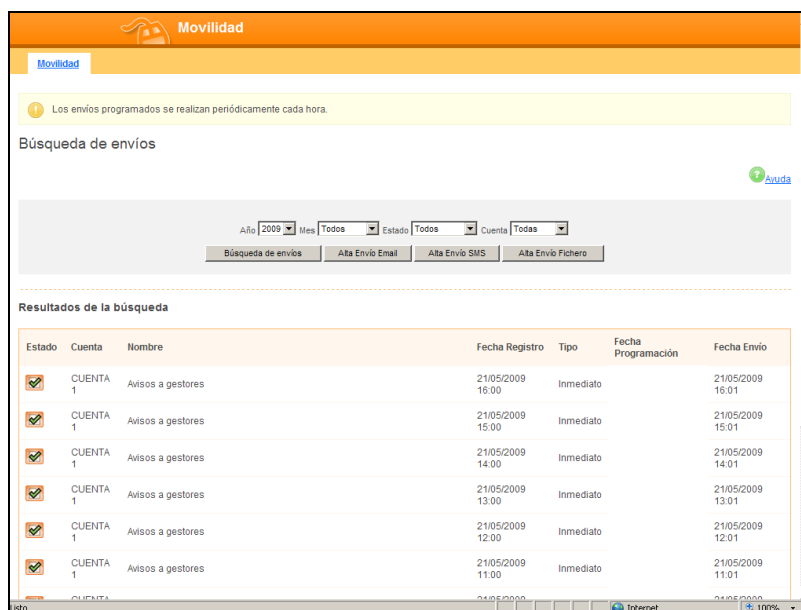 Movilidad
Movilidad
Los envíos programados se realizan periódicamente cada hora.
Búsqueda de envíos
Ayuda
Año 2009 Mes Todos Estado Todos Cuenta Todas
Búsqueda de envíos Alta Envío Email Alta Envío SMS Alta Envío Fichero
Resultados de la búsqueda
Estado Cuenta Nombre Fecha Registro Tipo Fecha Programación Fecha Envío
CUENTA 1 Avisos a gestores 21/05/2009 16:00 Inmediato 21/05/2009 16:01
CUENTA 1 Avisos a gestores 21/05/2009 15:00 Inmediato 21/05/2009 15:01
CUENTA 1 Avisos a gestores 21/05/2009 14:00 Inmediato 21/05/2009 14:01
CUENTA 1 Avisos a gestores 21/05/2009 13:00 Inmediato 21/05/2009 13:01
CUENTA 1 Avisos a gestores 21/05/2009 12:00 Inmediato 21/05/2009 12:01
CUENTA 1 Avisos a gestores 21/05/2009 11:00 Inmediato 21/05/2009 11:01
CUENTA 21/05/2009 21/05/2009
Listo Internet 100%